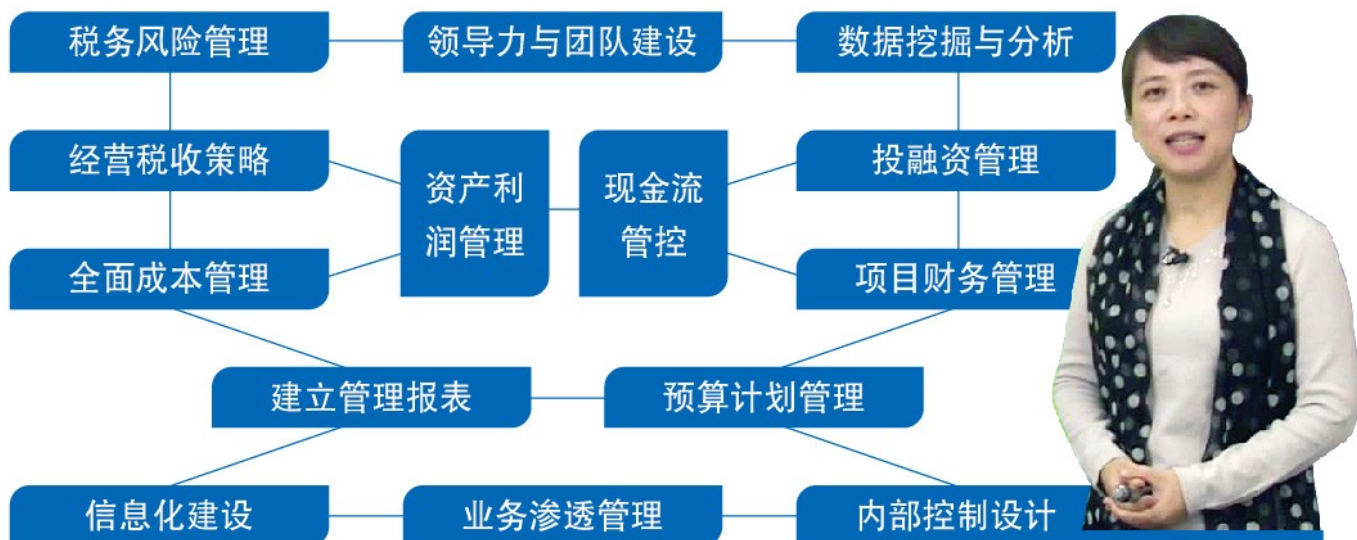 税务风险管理
领导力与团队建设
数据挖掘与分析
经营税收策略
资产利
润管理
现金流
管控
投融资管理
全面成本管理
项目财务管理
建立管理报表
预算计划管理
信息化建设
业务渗透管理
内部控制设计